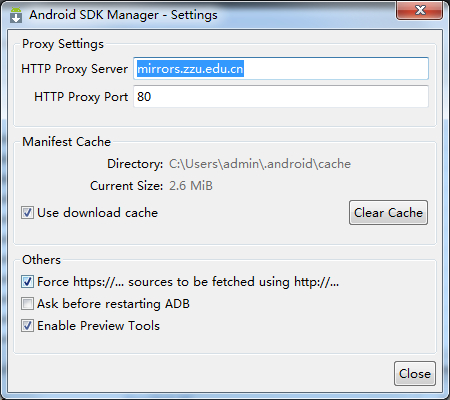 Android SDK Manager - Settings
Proxy Settings
HTTP Proxy Server mirrors.zzu.edu.cn
HTTP Proxy Port 80
Manifest Cache
Directory: C:\Users\admin\.android\cache
Current Size: 2.6 MiB
Use download cache Clear Cache
Others
Force https://... sources to be fetched using http://...
Ask before restarting ADB
Enable Preview Tools
Close